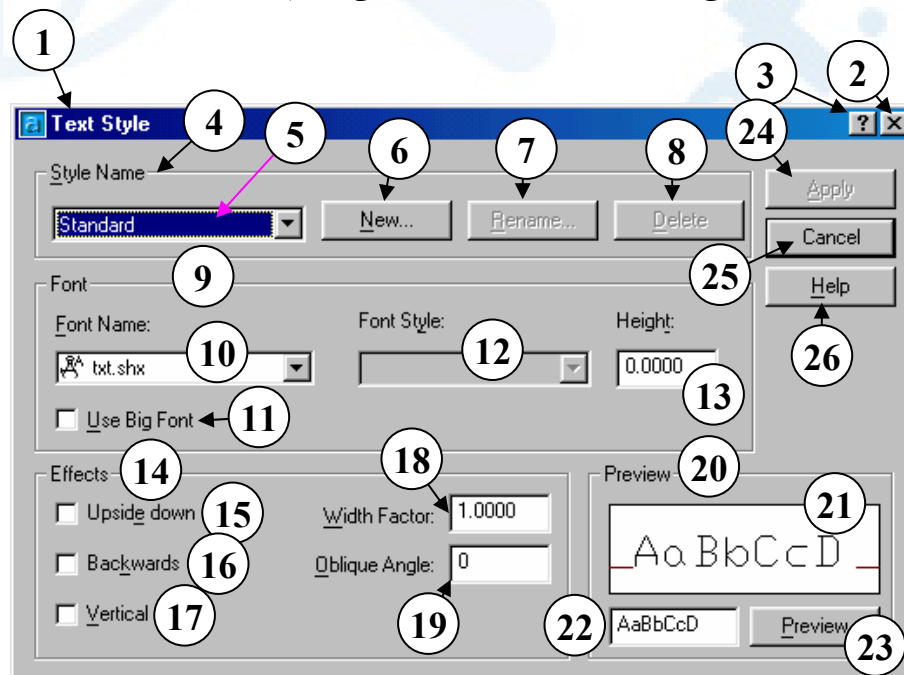 1
2
3
Text Style
?
4
5
6
7
8
24
Style Name
Apply
Standard
New...
Rename...
Delete
Cancel
9
25
Font
Help
Font Name:
Font Style:
Height:
10
12
26
txt.shx
0.0000
13
Use Big Font
11
Effects
14
18
Preview
20
21
Upside down
15
Width Factor:
1.0000
AaBbCcD
Backwards
16
Oblique Angle:
0
Vertical
17
19
22
AaBbCcD
Preview
23